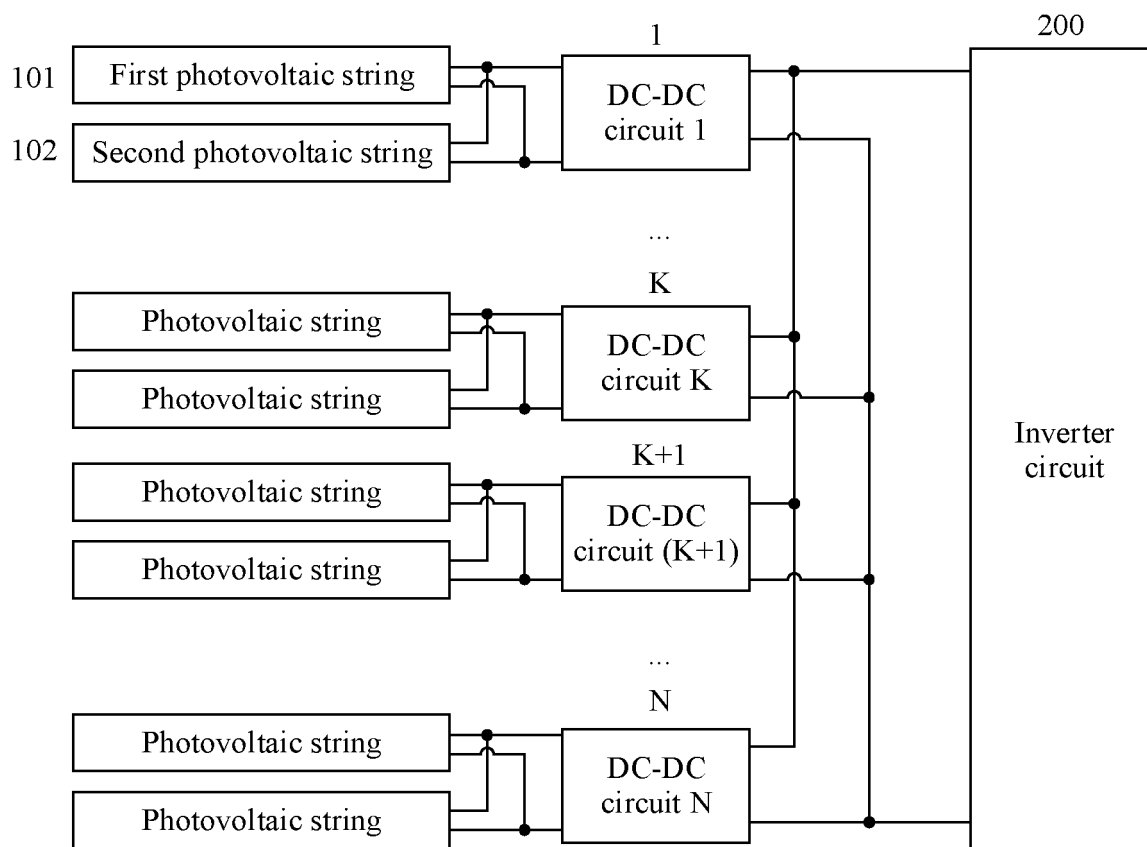 1
200
101
First photovoltaic string
DC-DC
circuit 1
102
Second photovoltaic string
...
K
Photovoltaic string
DC-DC
circuit K
Photovoltaic string
Inverter
circuit
K+1
Photovoltaic string
DC-DC
circuit (K+1)
Photovoltaic string
...
N
Photovoltaic string
DC-DC
circuit N
Photovoltaic string